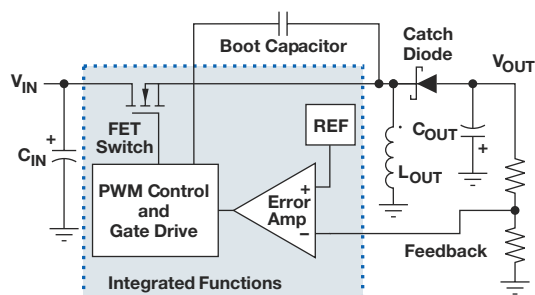 Boot Capacitor
Catch
Diode
VIN
VOUT
FET
Switch
REF
CIN
+
COUT
+
LOUT
PWM Control
and
Gate Drive
+
Error
Amp
–
Feedback
Integrated Functions